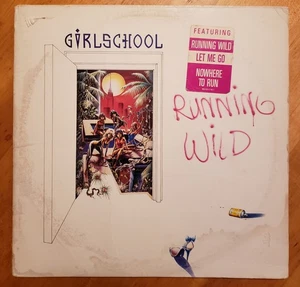 GIRLSCHOOL
FEATURING
RUNNING WILD
LET ME GO
NOWHERE
TO RUN
RUNNING
WILD